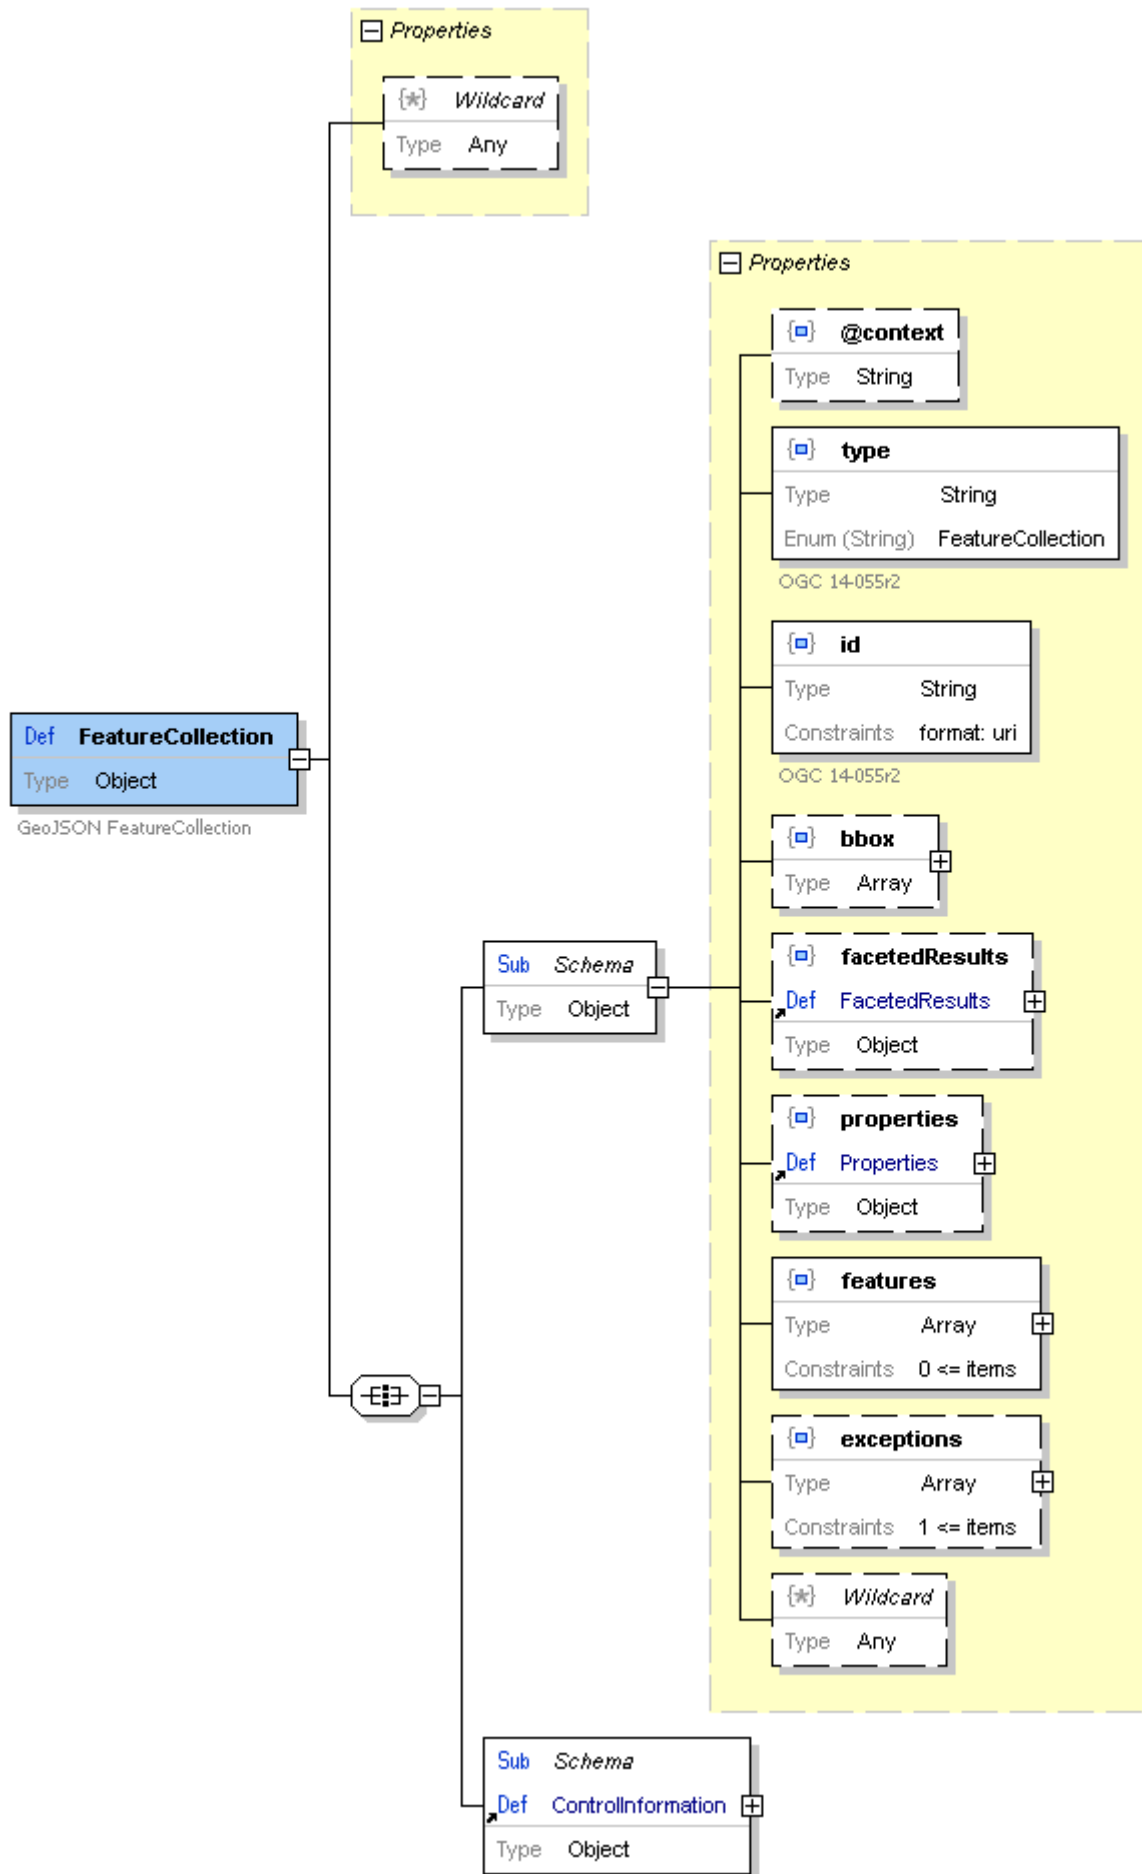 Properties
{*} Wildcard
Type Any
Properties
{} @context
Type String
{} type
Type String
Enum (String) FeatureCollection
OGC 14-055r2
{} id
Type String
Constraints format: uri
OGC 14-055r2
Def FeatureCollection
Type Object
GeoJSON FeatureCollection
{} bbox
Type Array
{} facetedResults
Def FacetedResults
Type Object
Sub Schema
Type Object
{} properties
Def Properties
Type Object
{} features
Type Array
Constraints 0 <= items
{} exceptions
Type Array
Constraints 1 <= items
{*} Wildcard
Type Any
Sub Schema
Def ControlInformation
Type Object